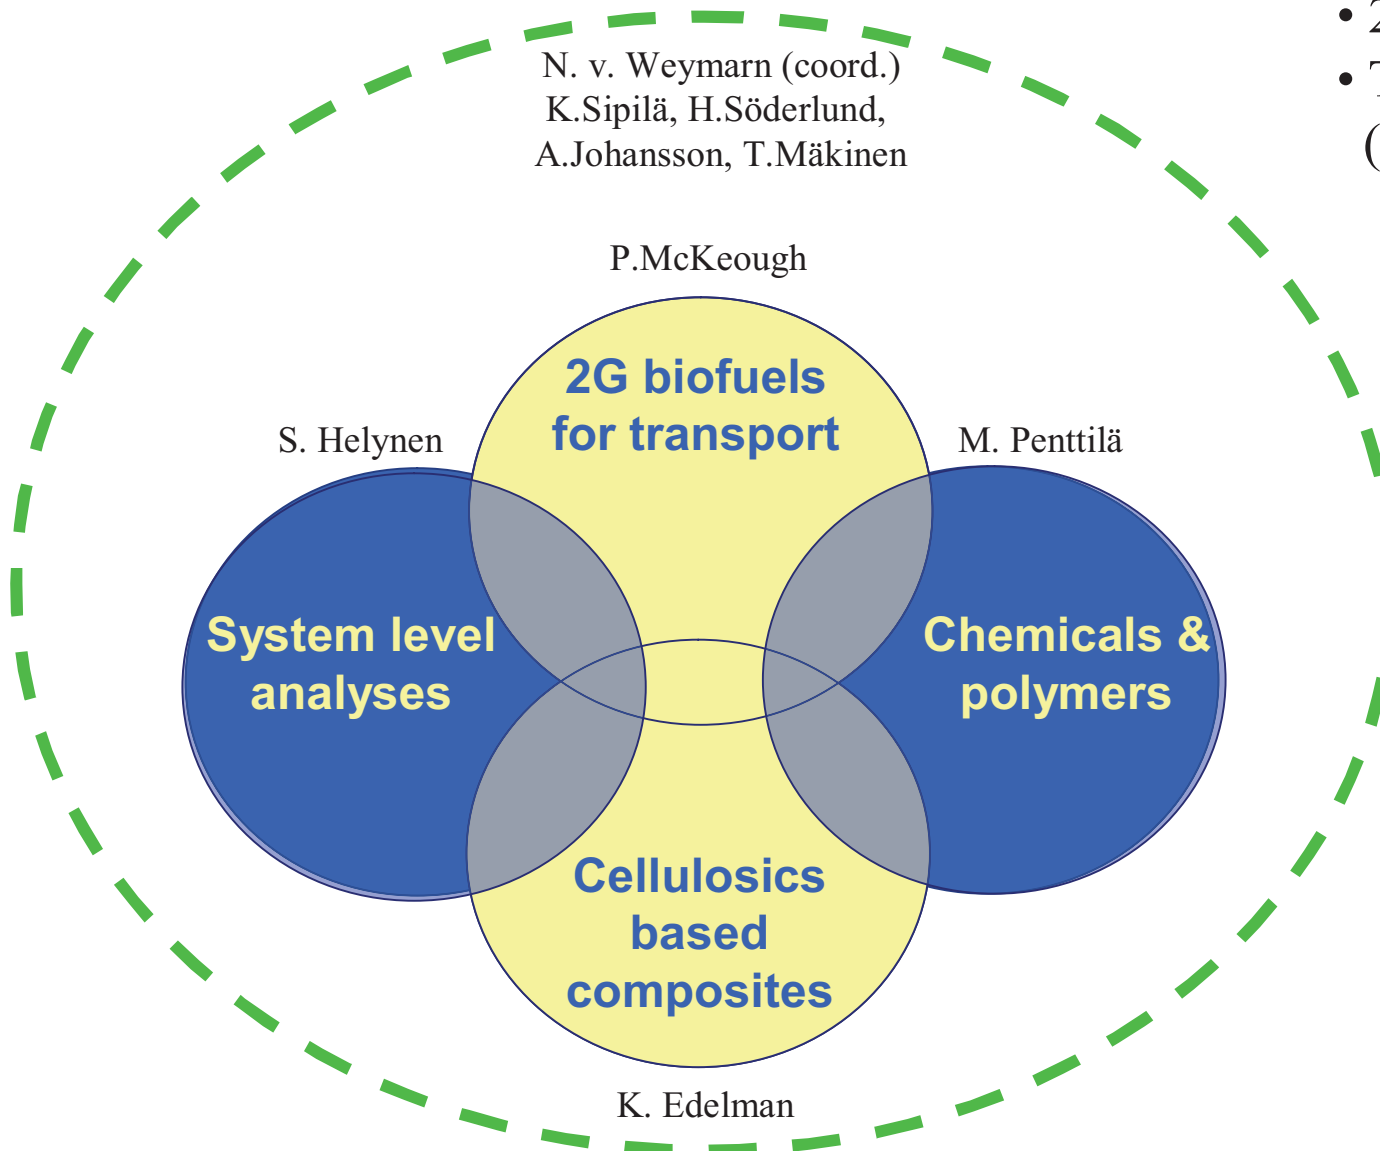 N. v. Weymarn (coord.)
K.Sipilä, H.Söderlund,
A.Johansson, T.Mäkinen
P.McKeough
2G biofuels
for transport
S. Helynen
M. Penttilä
System level
analyses
Chemicals &
polymers
Cellulosics
based
composites
K. Edelman